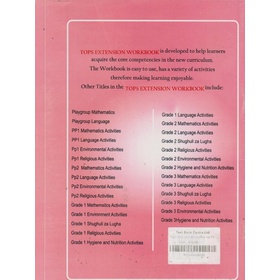 TOPS EXTENSION WORKBOOK is developed to help learners
acquire the core competencies in the new curriculum.
The Workbook is easy to use, has a variety of activities
therefore making learning enjoyable.
Other Titles in the TOPS EXTENSION WORKBOOK include:
Playgroup Mathematics
Playgroup Language
PP1 Mathematics Activities
PP1 Language Activities
Pp1 Environmental Activities
Pp1 Religious Activities
Pp2 Mathematics Activities
Pp2 Language Activities
Pp2 Environmental Activities
Pp2 Religious Activities
Grade 1 Mathematics Activities
Grade 1 Environment Activities
Grade 1 Shughuli za Lugha
Grade 1 Religious Activities
Grade 1 Hygiene and Nutrition Activities
Grade 1 Language Activities
Grade 2 Mathematics Activities
Grade 2 Language Activities
Grade 2 Shughuli za Lugha
Grade 2 Religious Activities
Grade 2 Environmental Activities
Grade 2 Hygiene and Nutrition Activities
Grade 3 Mathematics Activities
Grade 3 Language Activities
Grade 3 Shughuli za Lugha
Grade 3 Religious Activities
Grade 3 Environmental Activities
Grade 3 Hygiene and Nutrition Activities